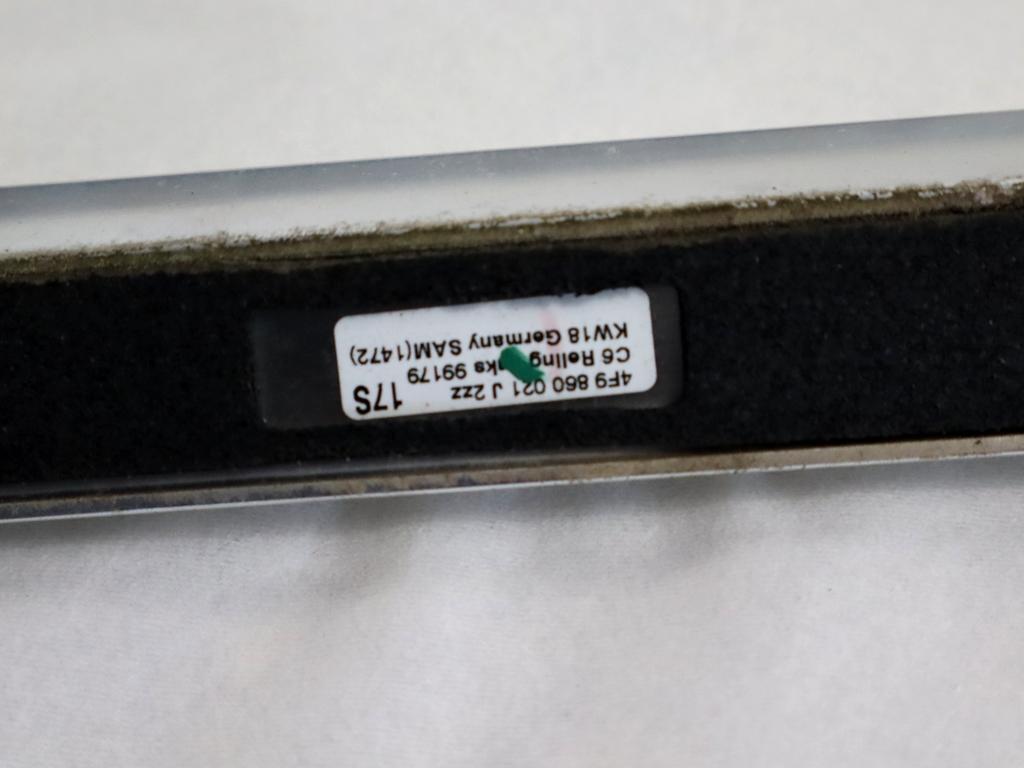 4F9 860 021 J 2zz
C6 Relling 99179
KW18 Germany SAM(1472)
17S